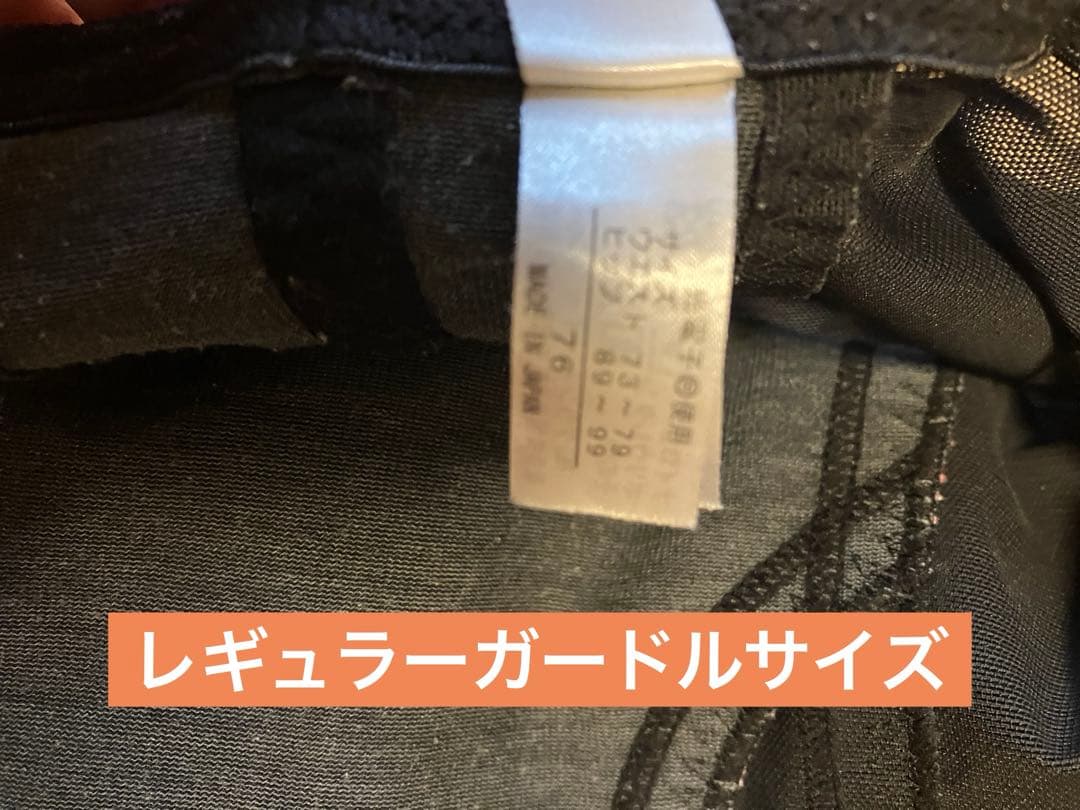 サイズ
ウエスト 73~79
ヒップ 89~99
76
MADE IN JAPAN
レギュラーガードルサイズ